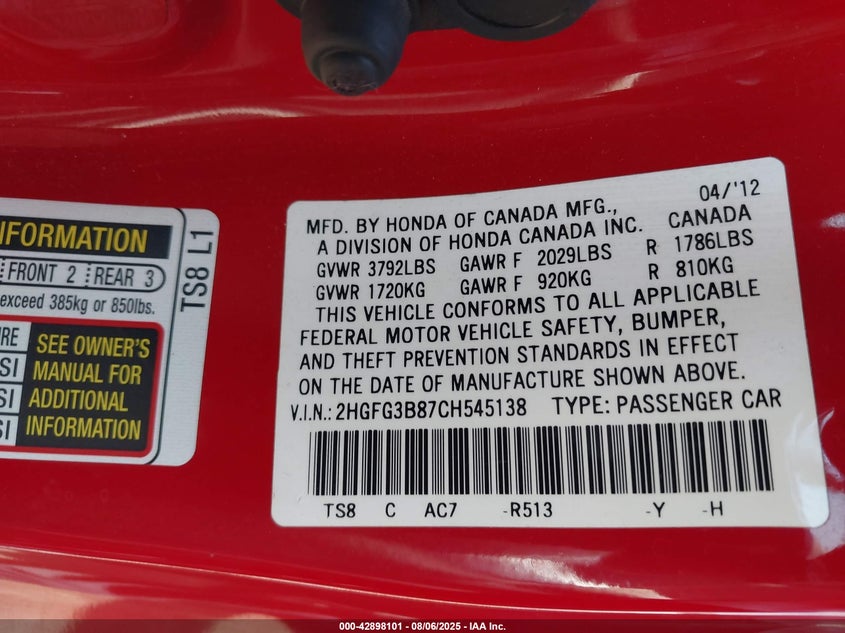 NFORMATION
FRONT 2 REAR 3
exceed 385kg or 850lbs.
SEE OWNER'S
MANUAL FOR
ADDITIONAL
INFORMATION
TS8 L1
04/'12
MFD. BY HONDA OF CANADA MFG.,
A DIVISION OF HONDA CANADA INC. CANADA
GVWR 3792LBS GAWR F 2029LBS R 1786LBS
GVWR 1720KG GAWR F 920KG R 810KG
THIS VEHICLE CONFORMS TO ALL APPLICABLE
FEDERAL MOTOR VEHICLE SAFETY, BUMPER,
AND THEFT PREVENTION STANDARDS IN EFFECT
ON THE DATE OF MANUFACTURE SHOWN ABOVE.
V.I.N.: 2HGFG3B87CH545138 TYPE: PASSENGER CAR
TS8 C AC7 -R513 -Y -H
000-42898101 - 08/06/2025 - IAA Inc.